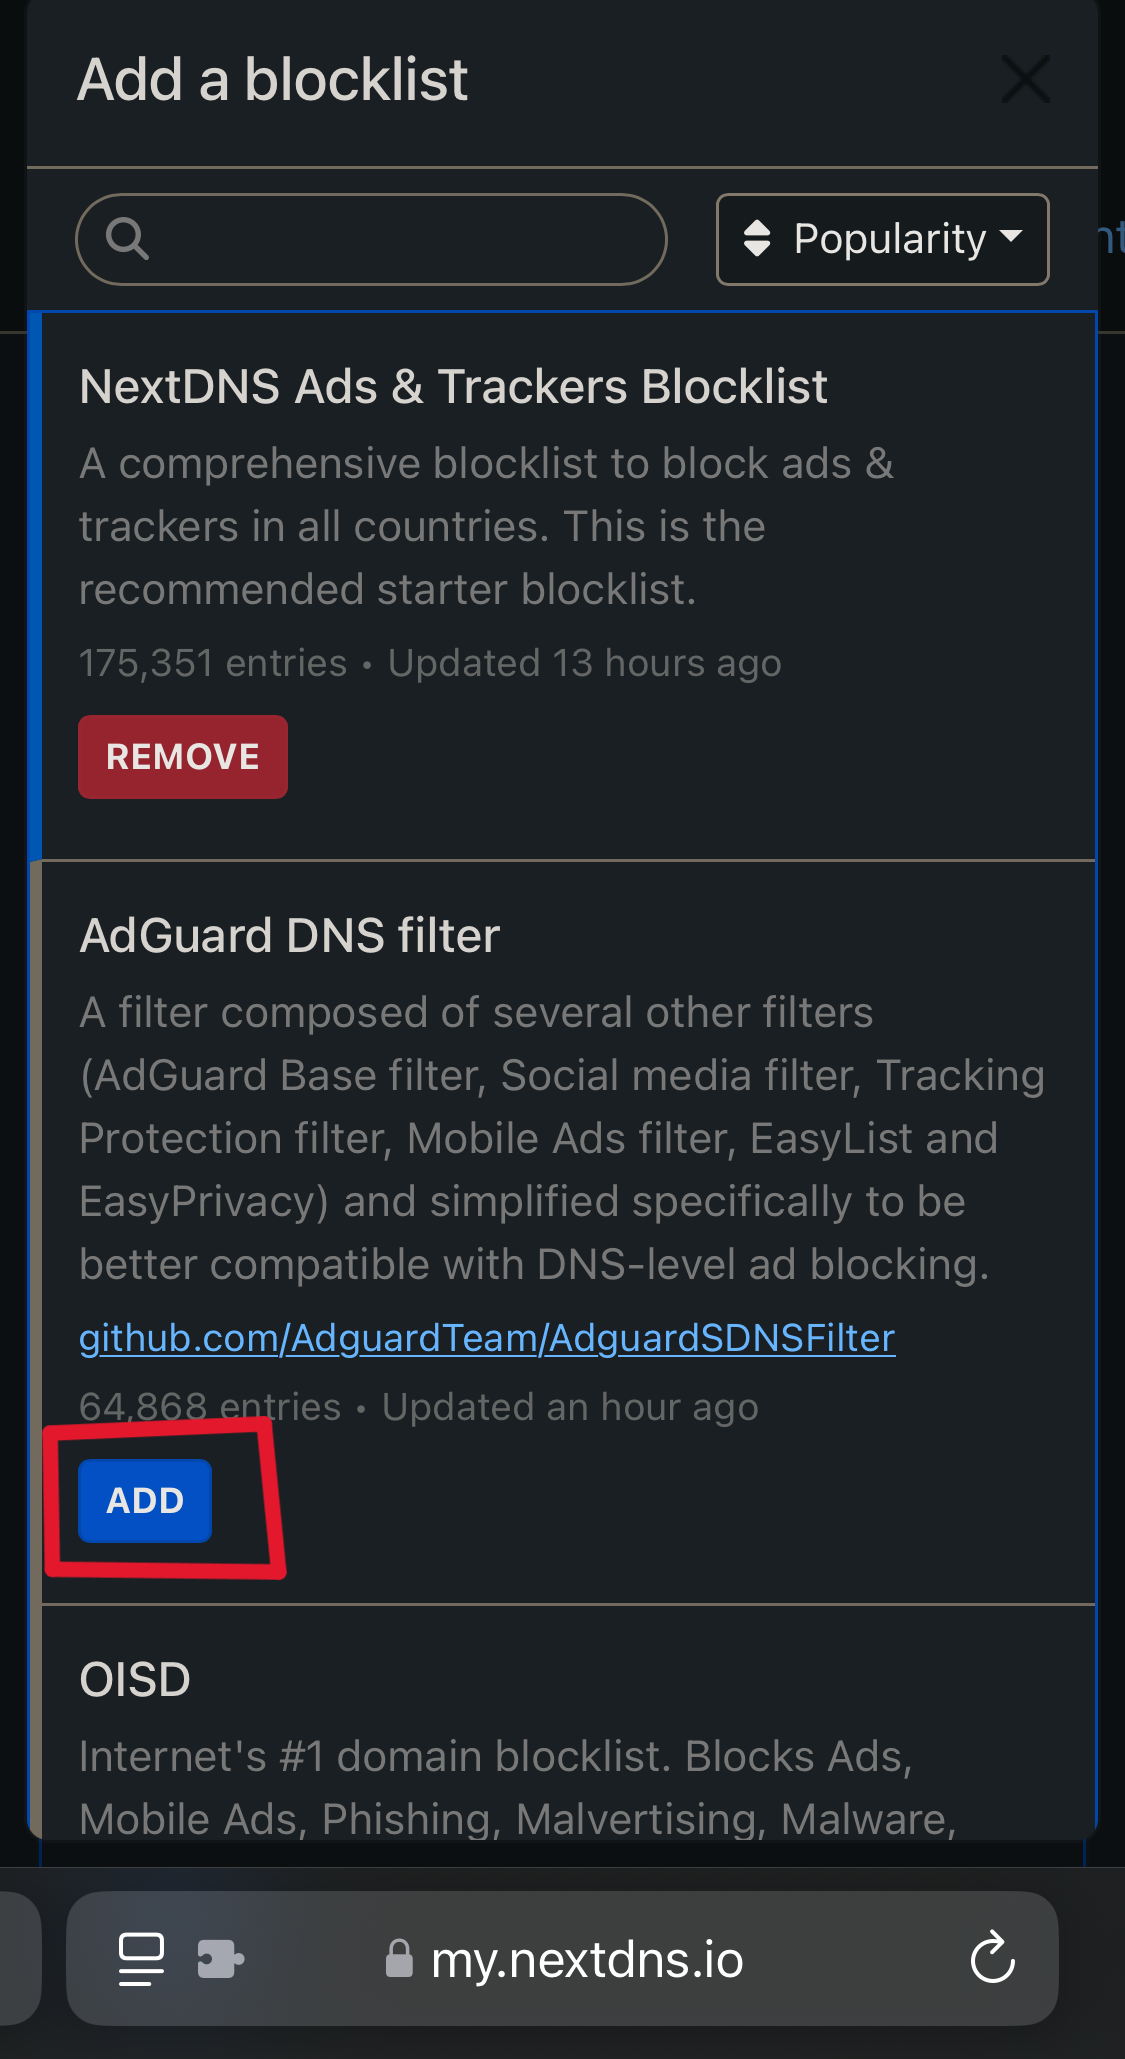 Add a blocklist
Popularity
NextDNS Ads & Trackers Blocklist
A comprehensive blocklist to block ads &
trackers in all countries. This is the
recommended starter blocklist.
175,351 entries • Updated 13 hours ago
REMOVE
AdGuard DNS filter
A filter composed of several other filters
(AdGuard Base filter, Social media filter, Tracking
Protection filter, Mobile Ads filter, EasyList and
EasyPrivacy) and simplified specifically to be
better compatible with DNS-level ad blocking.
github.com/AdguardTeam/AdguardSDNSFilter
64,868 entries • Updated an hour ago
ADD
OISD
Internet's #1 domain blocklist. Blocks Ads,
Mobile Ads, Phishing, Malvertising, Malware,
my.nextdns.io